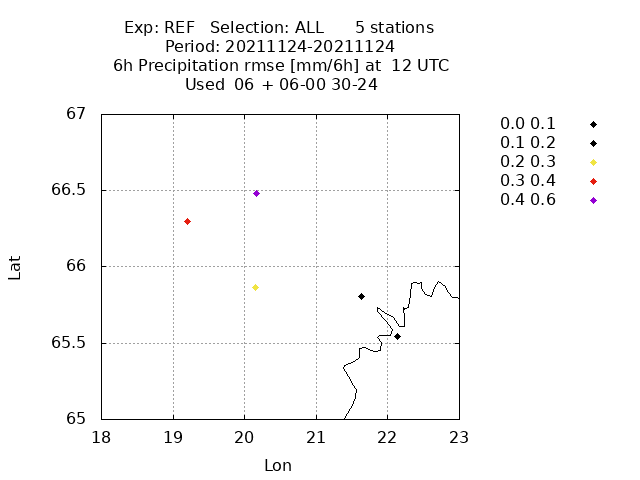 Exp: REF   Selection: ALL      5 stations
Period: 20211124-20211124
6h Precipitation rmse [mm/6h] at  12 UTC
Used  06 + 06-00 30-24
0.0 0.1
0.1 0.2
0.2 0.3
0.3 0.4
0.4 0.6
67
66.5
66
65.5
65
Lat
18 19 20 21 22 23
Lon